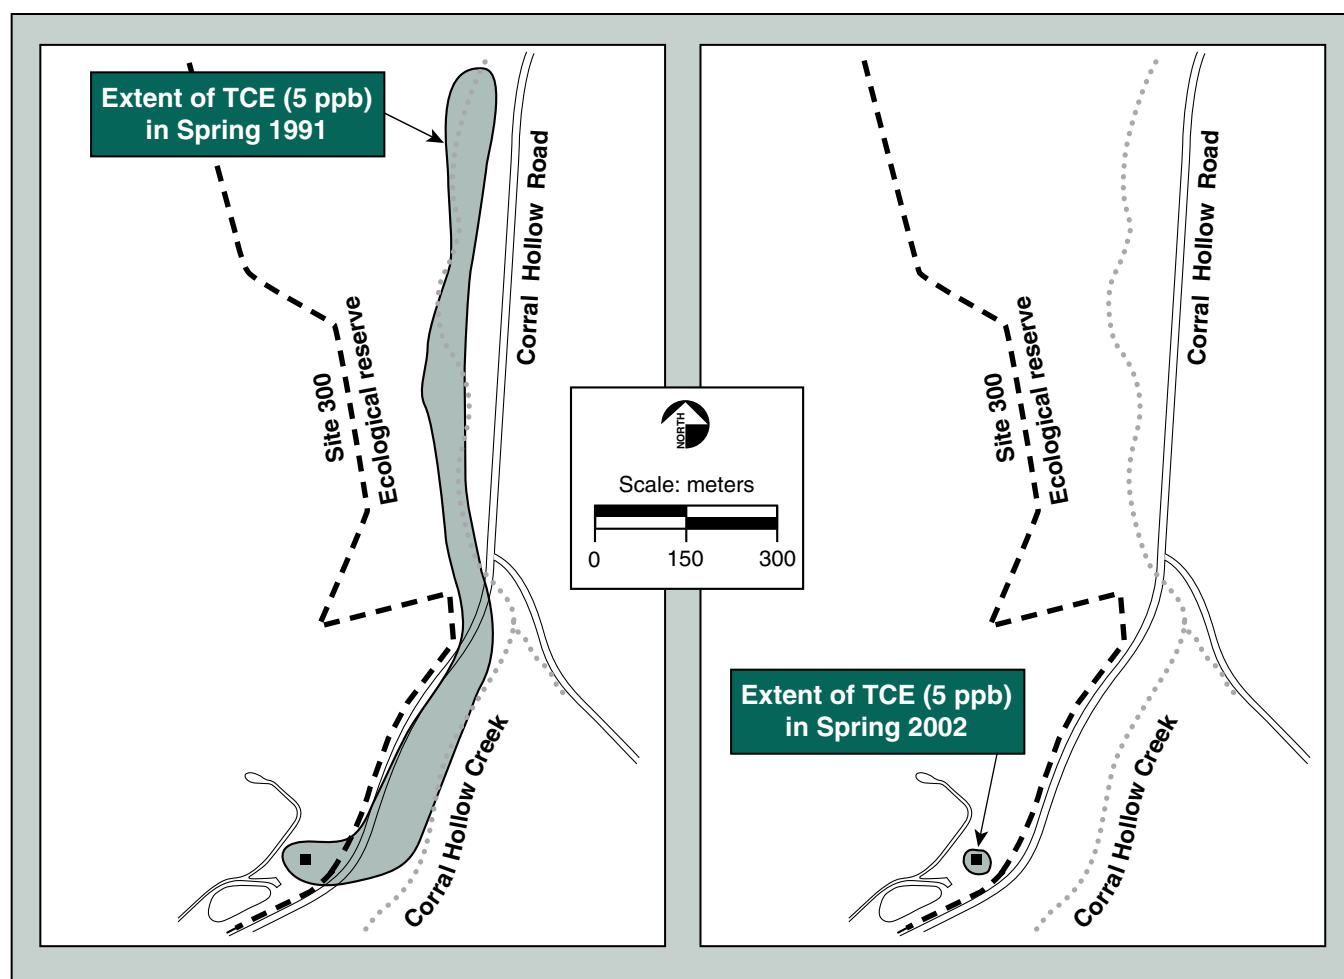 Extent of TCE (5 ppb)
in Spring 1991
Corral Hollow Road
Site 300
Ecological reserve
Corral Hollow Creek
NORTH
Scale: meters
0 150 300
Corral Hollow Road
Site 300
Ecological reserve
Extent of TCE (5 ppb)
in Spring 2002
Corral Hollow Creek